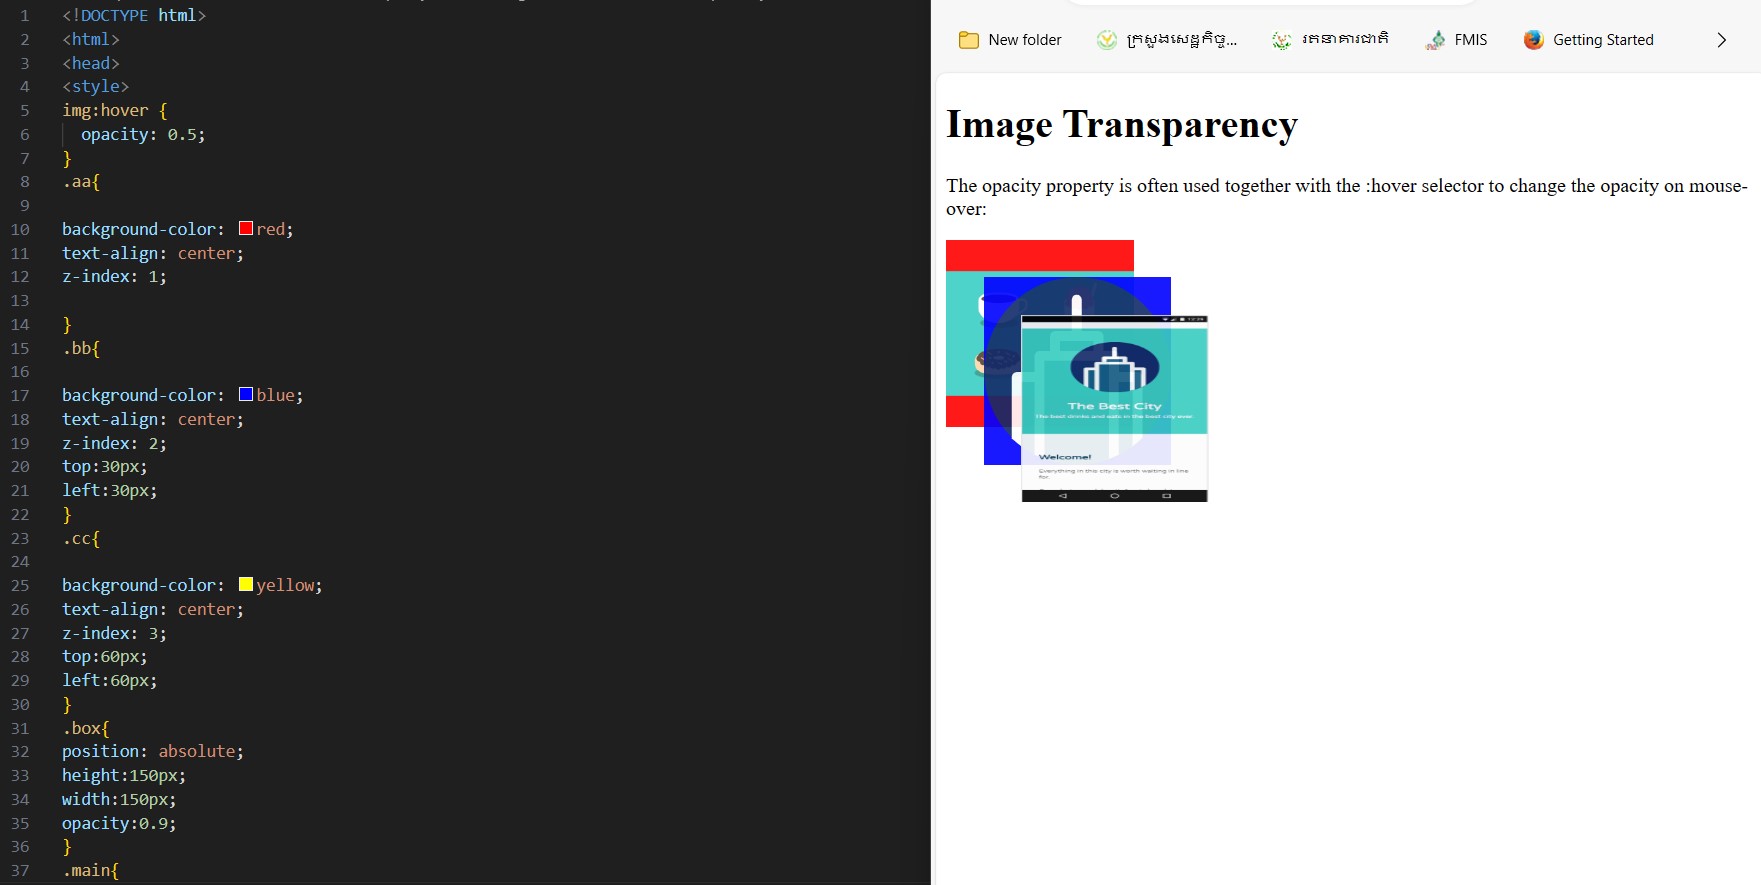 1 <!DOCTYPE html>
2 <html>
3 <head>
4 <style>
5 img:hover {
6 opacity: 0.5;
7 }
8 .aa{
9
10 background-color: red;
11 text-align: center;
12 z-index: 1;
13
14 }
15 .bb{
16
17 background-color: blue;
18 text-align: center;
19 z-index: 2;
20 top:30px;
21 left:30px;
22 }
23 .cc{
24
25 background-color: yellow;
26 text-align: center;
27 z-index: 3;
28 top:60px;
29 left:60px;
30 }
31 .box{
32 position: absolute;
33 height:150px;
34 width:150px;
35 opacity:0.9;
36 }
37 .main{
New folder ក្រសួងសេដ្ឋកិច្ច... រតនាគារជាតិ FMIS Getting Started
Image Transparency
The opacity property is often used together with the :hover selector to change the opacity on mouse-
over:
The Best City
The best drinks and eats in the best city ever.
Welcome!
Everything in this city is worth waiting in line
for.